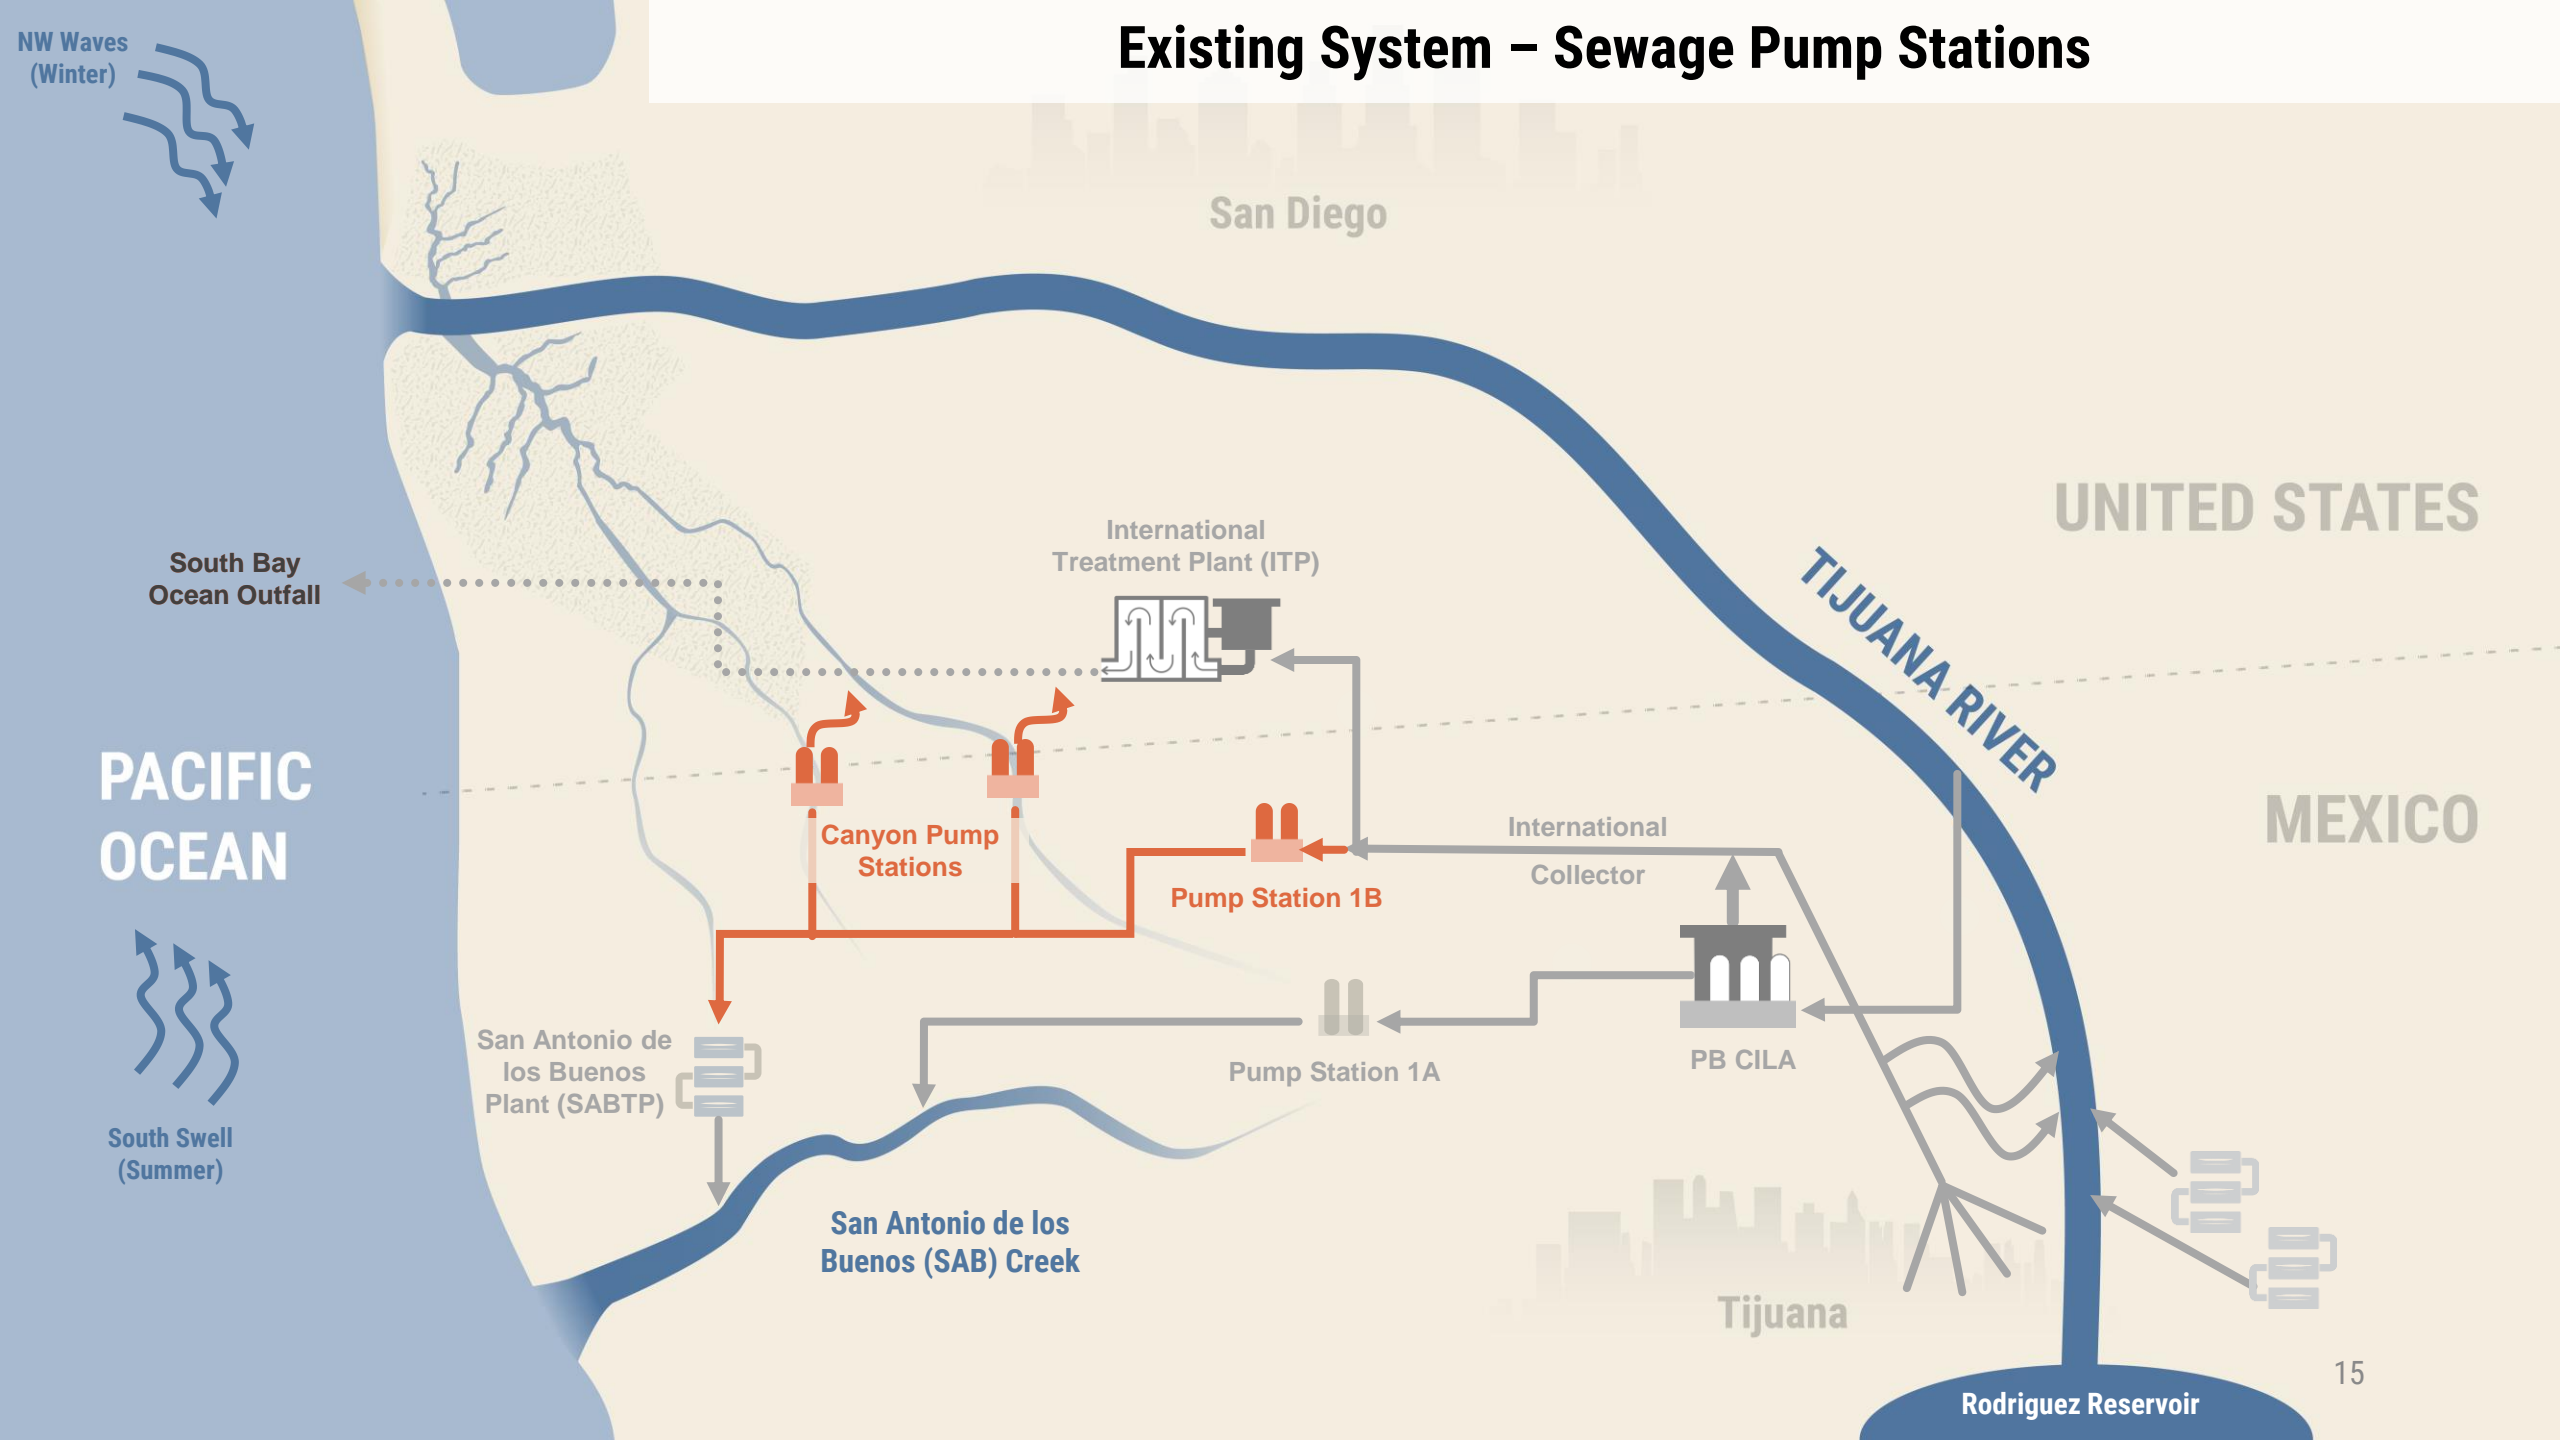 Existing System – Sewage Pump Stations
NW Waves
(Winter)
San Diego
UNITED STATES
International
Treatment Plant (ITP)
South Bay
Ocean Outfall
TIJUANA RIVER
PACIFIC
OCEAN
MEXICO
Canyon Pump
Stations
International
Collector
Pump Station 1B
San Antonio de
los Buenos
Plant (SABTP)
Pump Station 1A
PB CILA
South Swell
(Summer)
San Antonio de los
Buenos (SAB) Creek
Tijuana
15
Rodriguez Reservoir